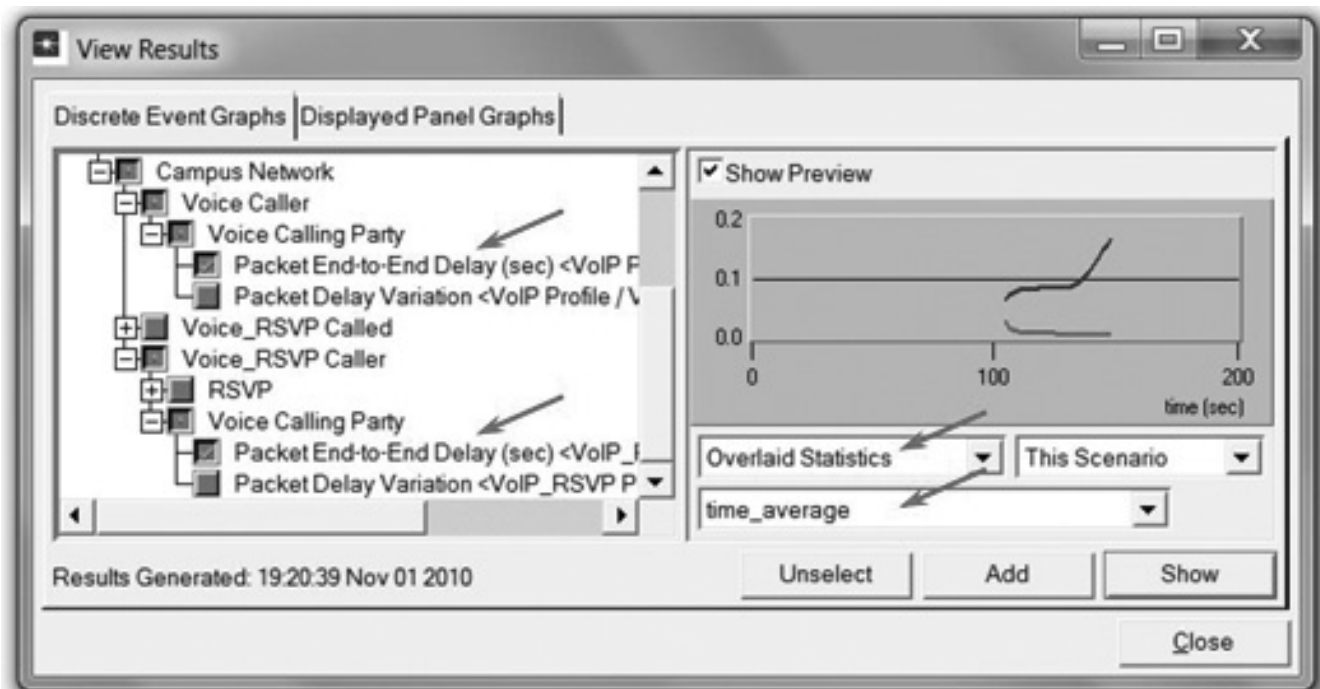 View Results
Discrete Event Graphs
Displayed Panel Graphs
Campus Network
Voice Caller
Voice Calling Party
Packet End-to-End Delay (sec) <VoIP P
Packet Delay Variation <VoIP Profile / V
Voice_RSVP Called
Voice_RSVP Caller
RSVP
Voice Calling Party
Packet End-to-End Delay (sec) <VoIP_
Packet Delay Variation <VoIP_RSVP P
Show Preview
0.2
0.1
0.0
0
100
200
time (sec)
Overlaid Statistics
This Scenario
time_average
Results Generated: 19:20:39 Nov 01 2010
Unselect
Add
Show
Close